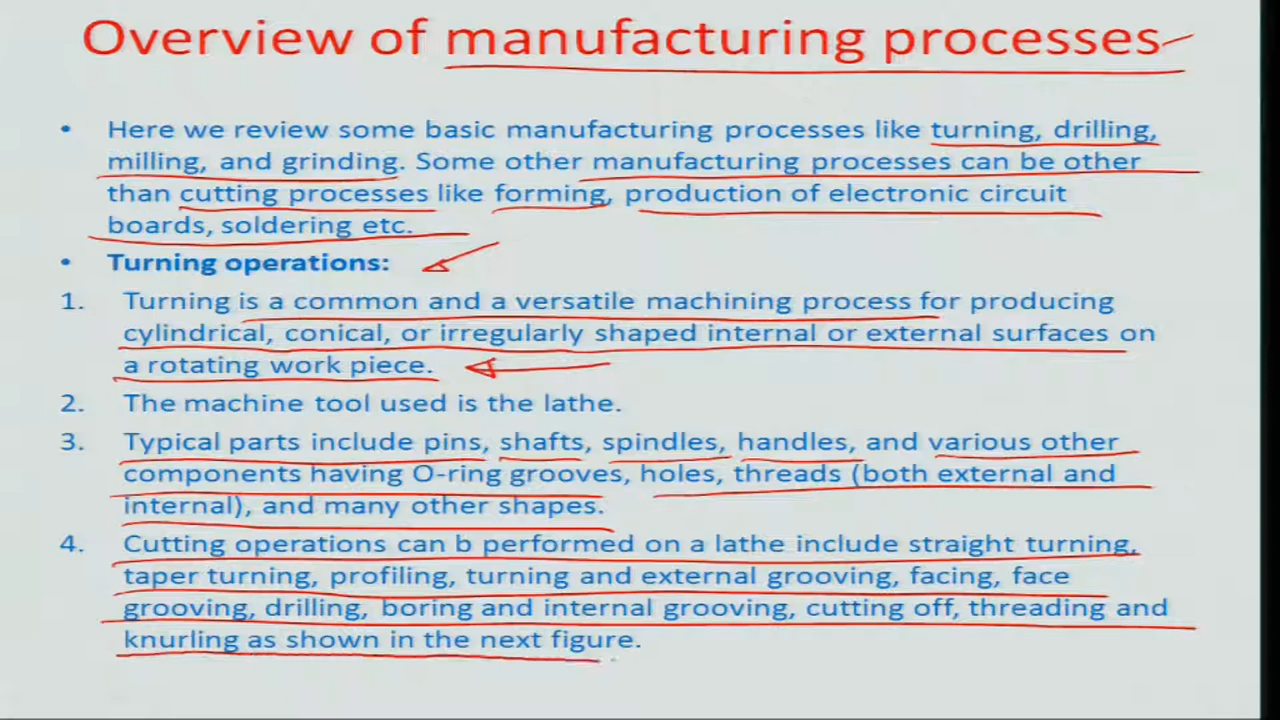 Overview of manufacturing processes
• Here we review some basic manufacturing processes like turning, drilling,
milling, and grinding. Some other manufacturing processes can be other
than cutting processes like forming, production of electronic circuit
boards, soldering etc.
• Turning operations:
1. Turning is a common and a versatile machining process for producing
cylindrical, conical, or irregularly shaped internal or external surfaces on
a rotating work piece.
2. The machine tool used is the lathe.
3. Typical parts include pins, shafts, spindles, handles, and various other
components having O-ring grooves, holes, threads (both external and
internal), and many other shapes.
4. Cutting operations can b performed on a lathe include straight turning,
taper turning, profiling, turning and external grooving, facing, face
grooving, drilling, boring and internal grooving, cutting off, threading and
knurling as shown in the next figure.